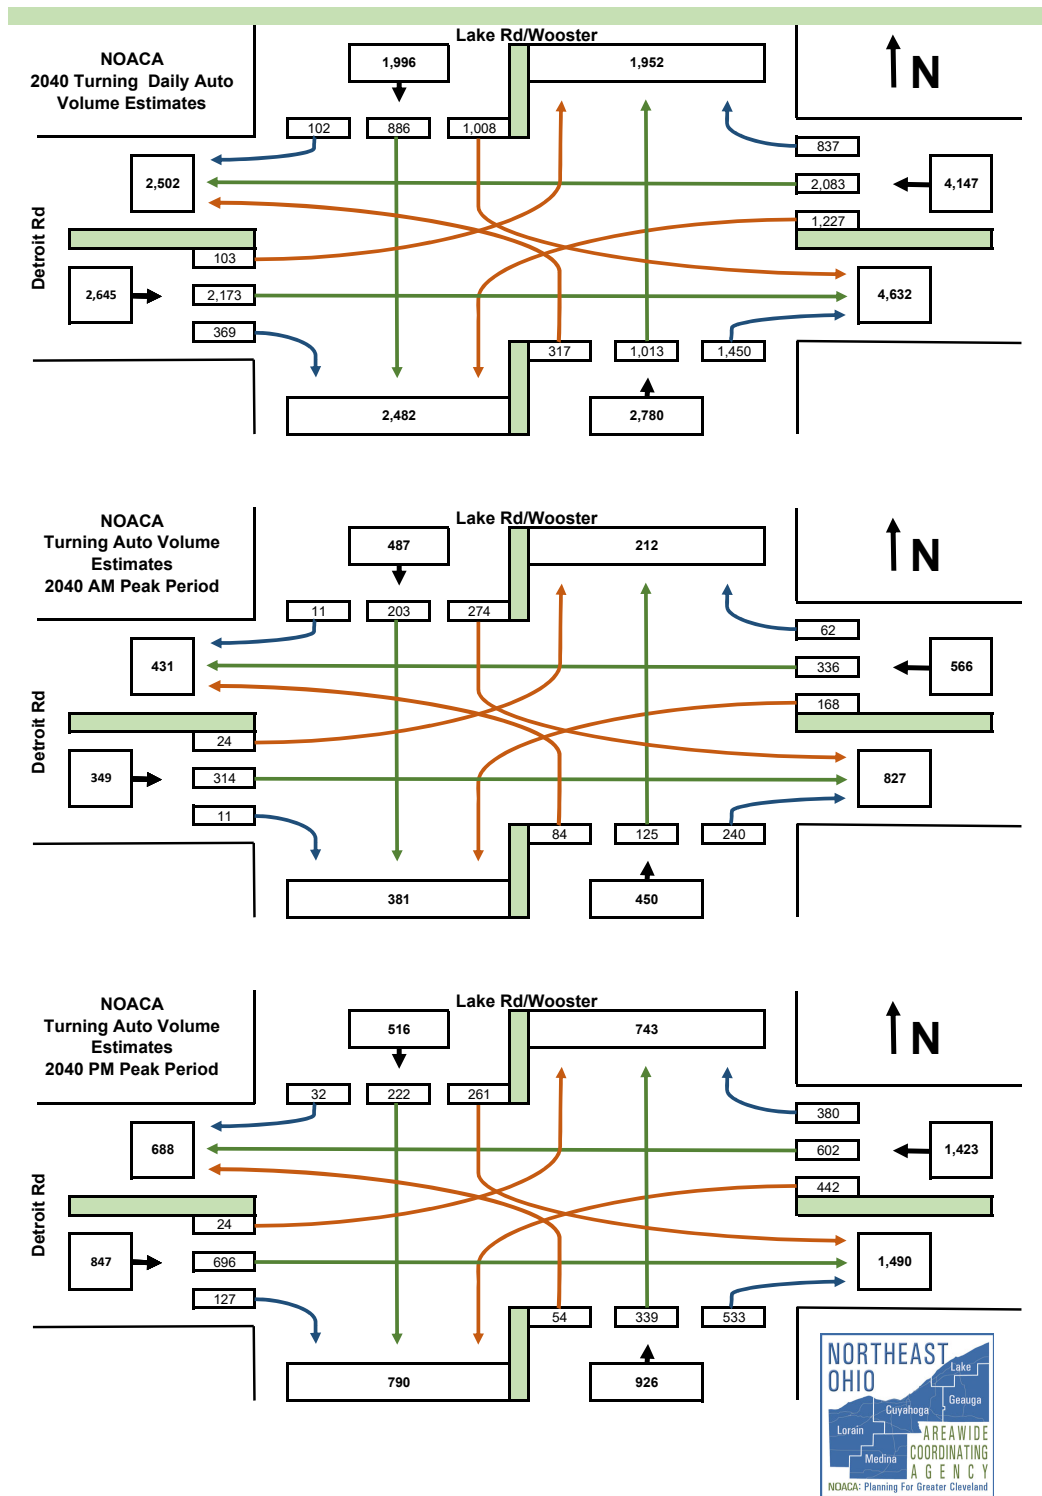 Lake Rd/Wooster
NOACA
2040 Turning  Daily Auto
Volume Estimates
1,996
1,952
N
102
886
1,008
837
2,502
2,083
4,147
1,227
Detroit Rd
103
2,645
2,173
4,632
369
317
1,013
1,450
2,482
2,780
Lake Rd/Wooster
NOACA
Turning Auto Volume
Estimates
2040 AM Peak Period
487
212
N
11
203
274
62
431
336
566
168
Detroit Rd
24
349
314
827
11
84
125
240
381
450
Lake Rd/Wooster
NOACA
Turning Auto Volume
Estimates
2040 PM Peak Period
516
743
N
32
222
261
380
688
602
1,423
442
Detroit Rd
24
847
696
1,490
127
54
339
533
790
926
NORTHEAST
OHIO
Lake
Geauga
Cuyahoga
Lorain
Medina
AREAWIDE
COORDINATING
AGENCY
NOACA: Planning For Greater Cleveland